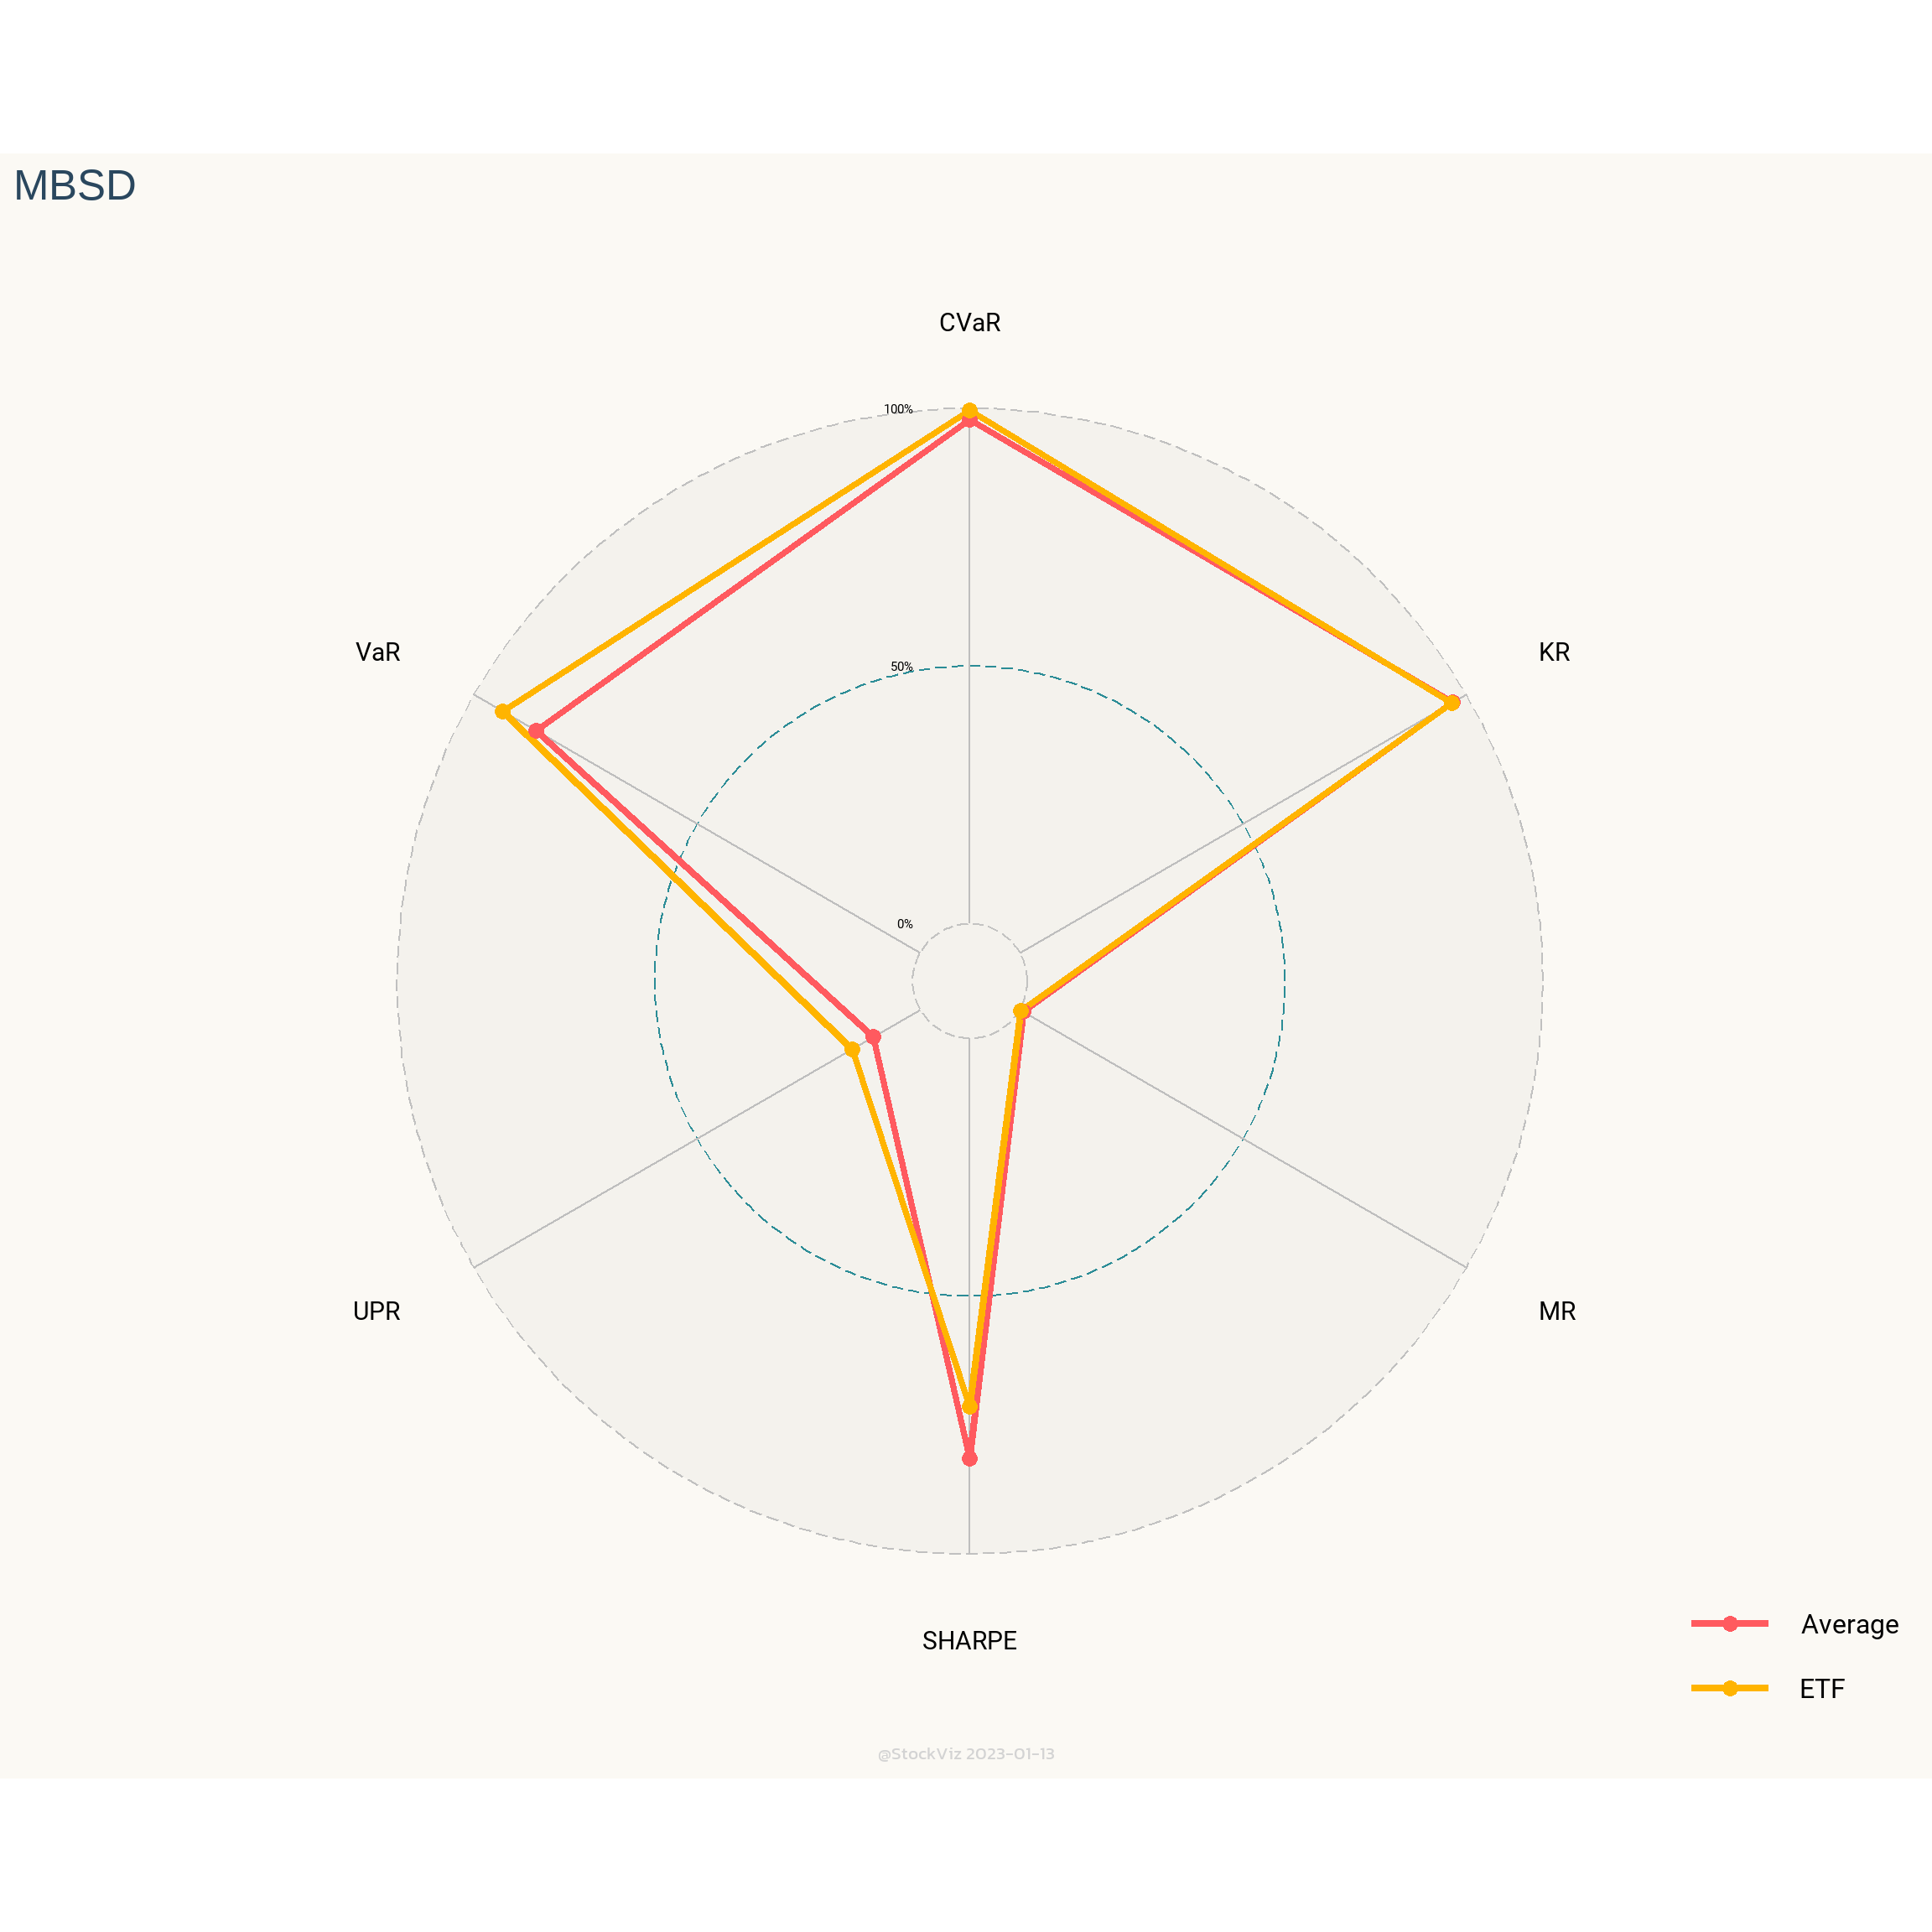 MBSD
CVaR
100%
KR
VaR
50%
0%
UPR
MR
SHARPE
Average
ETF
@StockViz 2023-01-13